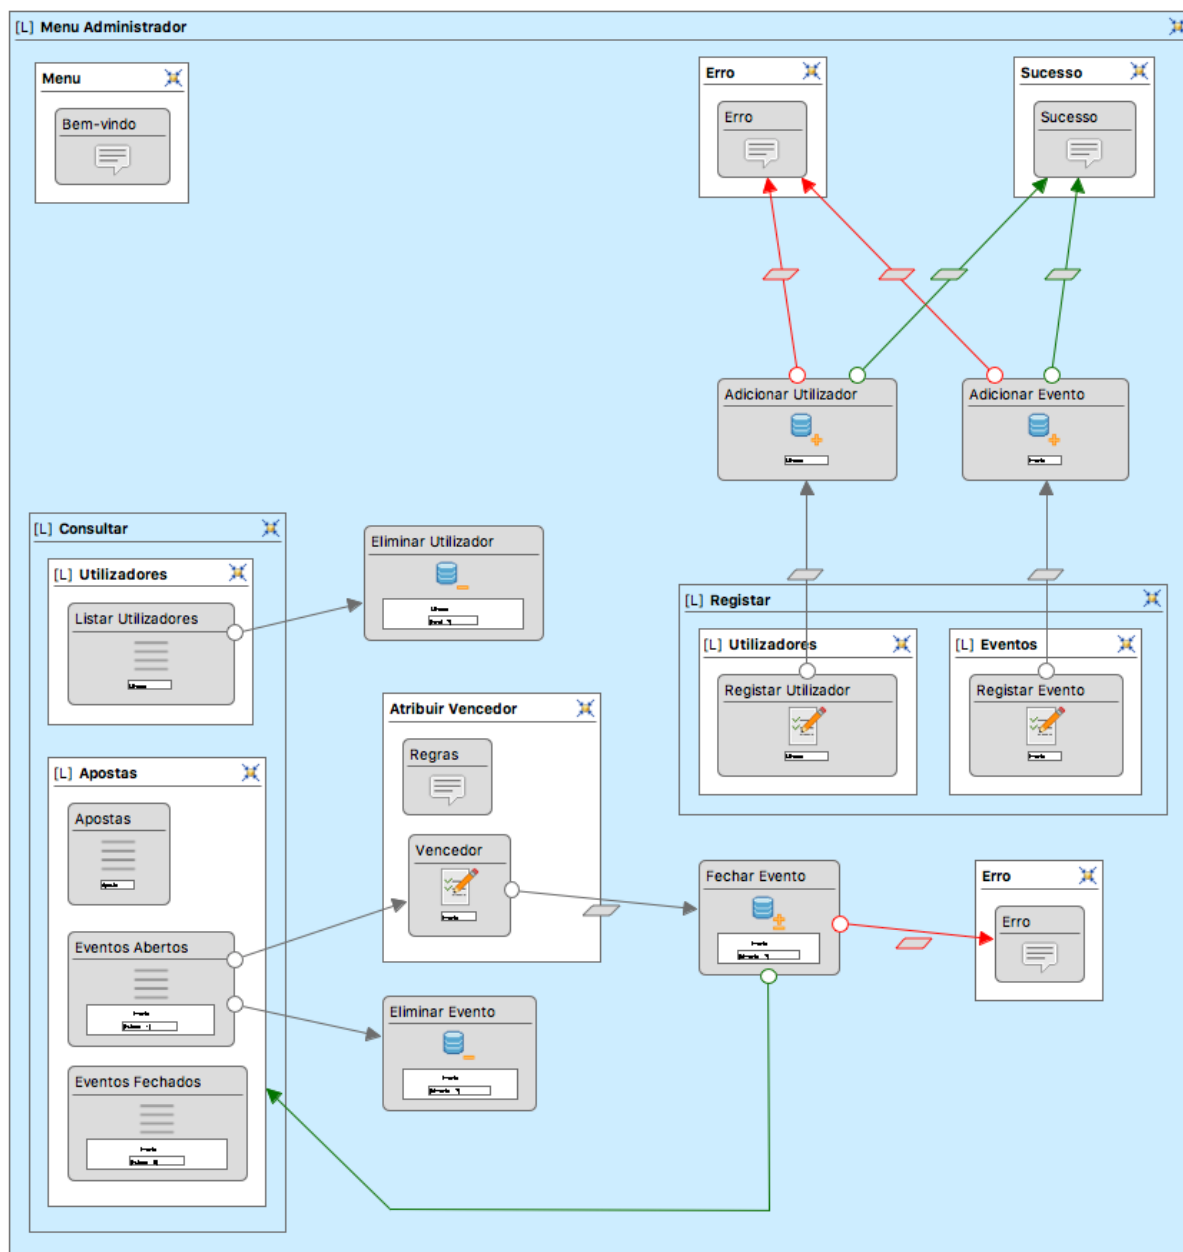 [L] Menu Administrador
Menu
Bem-vindo
Erro
Erro
Sucesso
Sucesso
Adicionar Utilizador
Adicionar Evento
[L] Consultar
[L] Utilizadores
Listar Utilizadores
Eliminar Utilizador
[L] Registar
[L] Utilizadores
Registar Utilizador
[L] Eventos
Registar Evento
Atribuir Vencedor
Regras
Vencedor
[L] Apostas
Apostas
Eventos Abertos
Eventos Fechados
Eliminar Evento
Fechar Evento
Erro
Erro